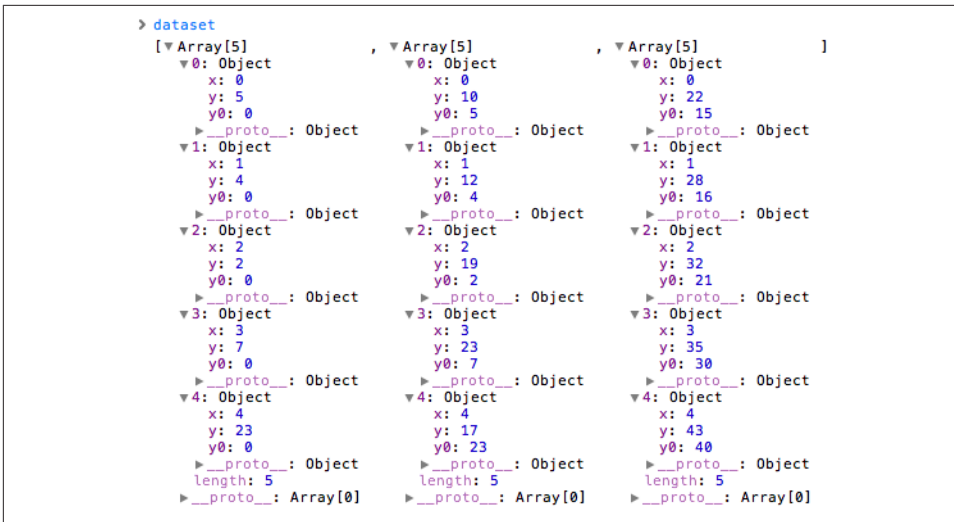 > dataset
[▼Array[5] , ▼Array[5] , ▼Array[5] ]
▼0: Object ▼0: Object ▼0: Object
x: 0 x: 0 x: 0
y: 5 y: 10 y: 22
y0: 0 y0: 5 y0: 15
▶__proto__: Object ▶__proto__: Object ▶__proto__: Object
▼1: Object ▼1: Object ▼1: Object
x: 1 x: 1 x: 1
y: 4 y: 12 y: 28
y0: 0 y0: 4 y0: 16
▶__proto__: Object ▶__proto__: Object ▶__proto__: Object
▼2: Object ▼2: Object ▼2: Object
x: 2 x: 2 x: 2
y: 2 y: 19 y: 32
y0: 0 y0: 2 y0: 21
▶__proto__: Object ▶__proto__: Object ▶__proto__: Object
▼3: Object ▼3: Object ▼3: Object
x: 3 x: 3 x: 3
y: 7 y: 23 y: 35
y0: 0 y0: 7 y0: 30
▶__proto__: Object ▶__proto__: Object ▶__proto__: Object
▼4: Object ▼4: Object ▼4: Object
x: 4 x: 4 x: 4
y: 23 y: 17 y: 43
y0: 0 y0: 23 y0: 40
▶__proto__: Object ▶__proto__: Object ▶__proto__: Object
length: 5 length: 5 length: 5
▶__proto__: Array[0] ▶__proto__: Array[0] ▶__proto__: Array[0]